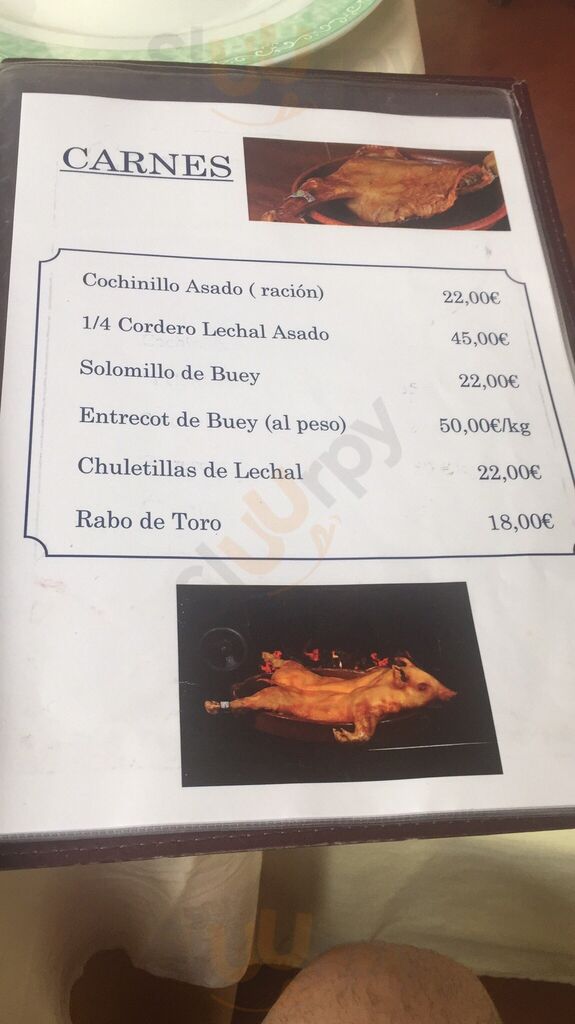 CARNES
Cochinillo Asado ( ración) 22,00€
1/4 Cordero Lechal Asado 45,00€
Solomillo de Buey 22,00€
Entrecot de Buey (al peso) 50,00€/kg
Chuletillas de Lechal 22,00€
Rabo de Toro 18,00€
sluurpy